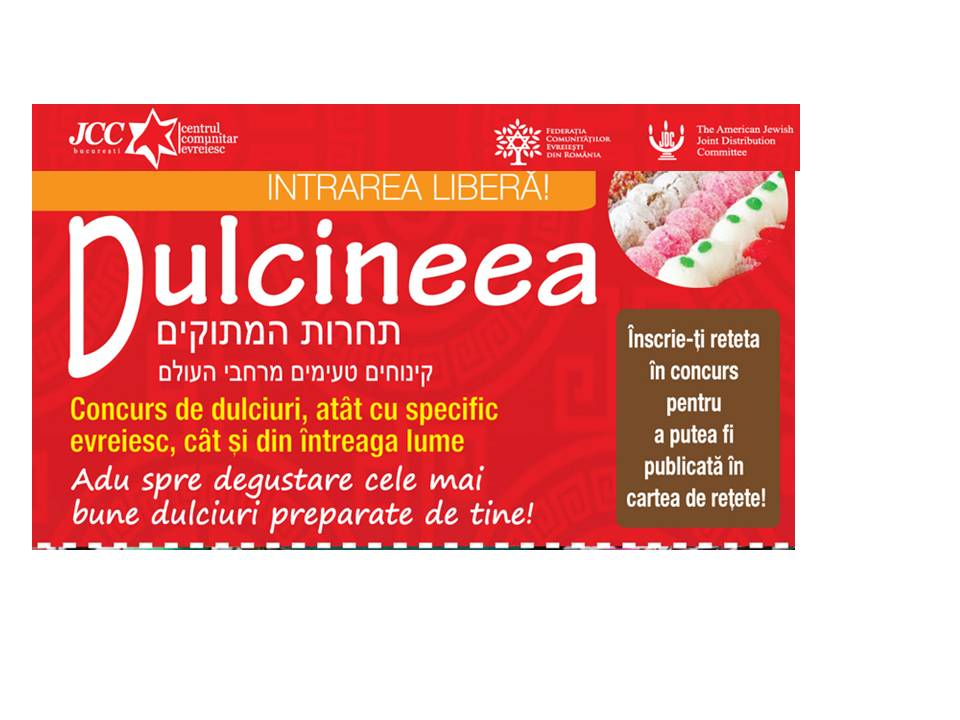 JCC
bucurești
centrul
comunitar
evreiesc
FEDERAȚIA
COMUNITĂȚILOR
EVREIEȘTI
DIN ROMÂNIA
JDC
The American Jewish
Joint Distribution
Committee
INTRAREA LIBERĂ!
Dulcineea
תחרות המתוקים
קינוחים טעימים מרחבי העולם
Concurs de dulciuri, atât cu specific
evreiesc, cât și din întreaga lume
Adu spre degustare cele mai
bune dulciuri preparate de tine!
Înscrie-ți reteta
în concurs
pentru
a putea fi
publicată în
cartea de rețete!